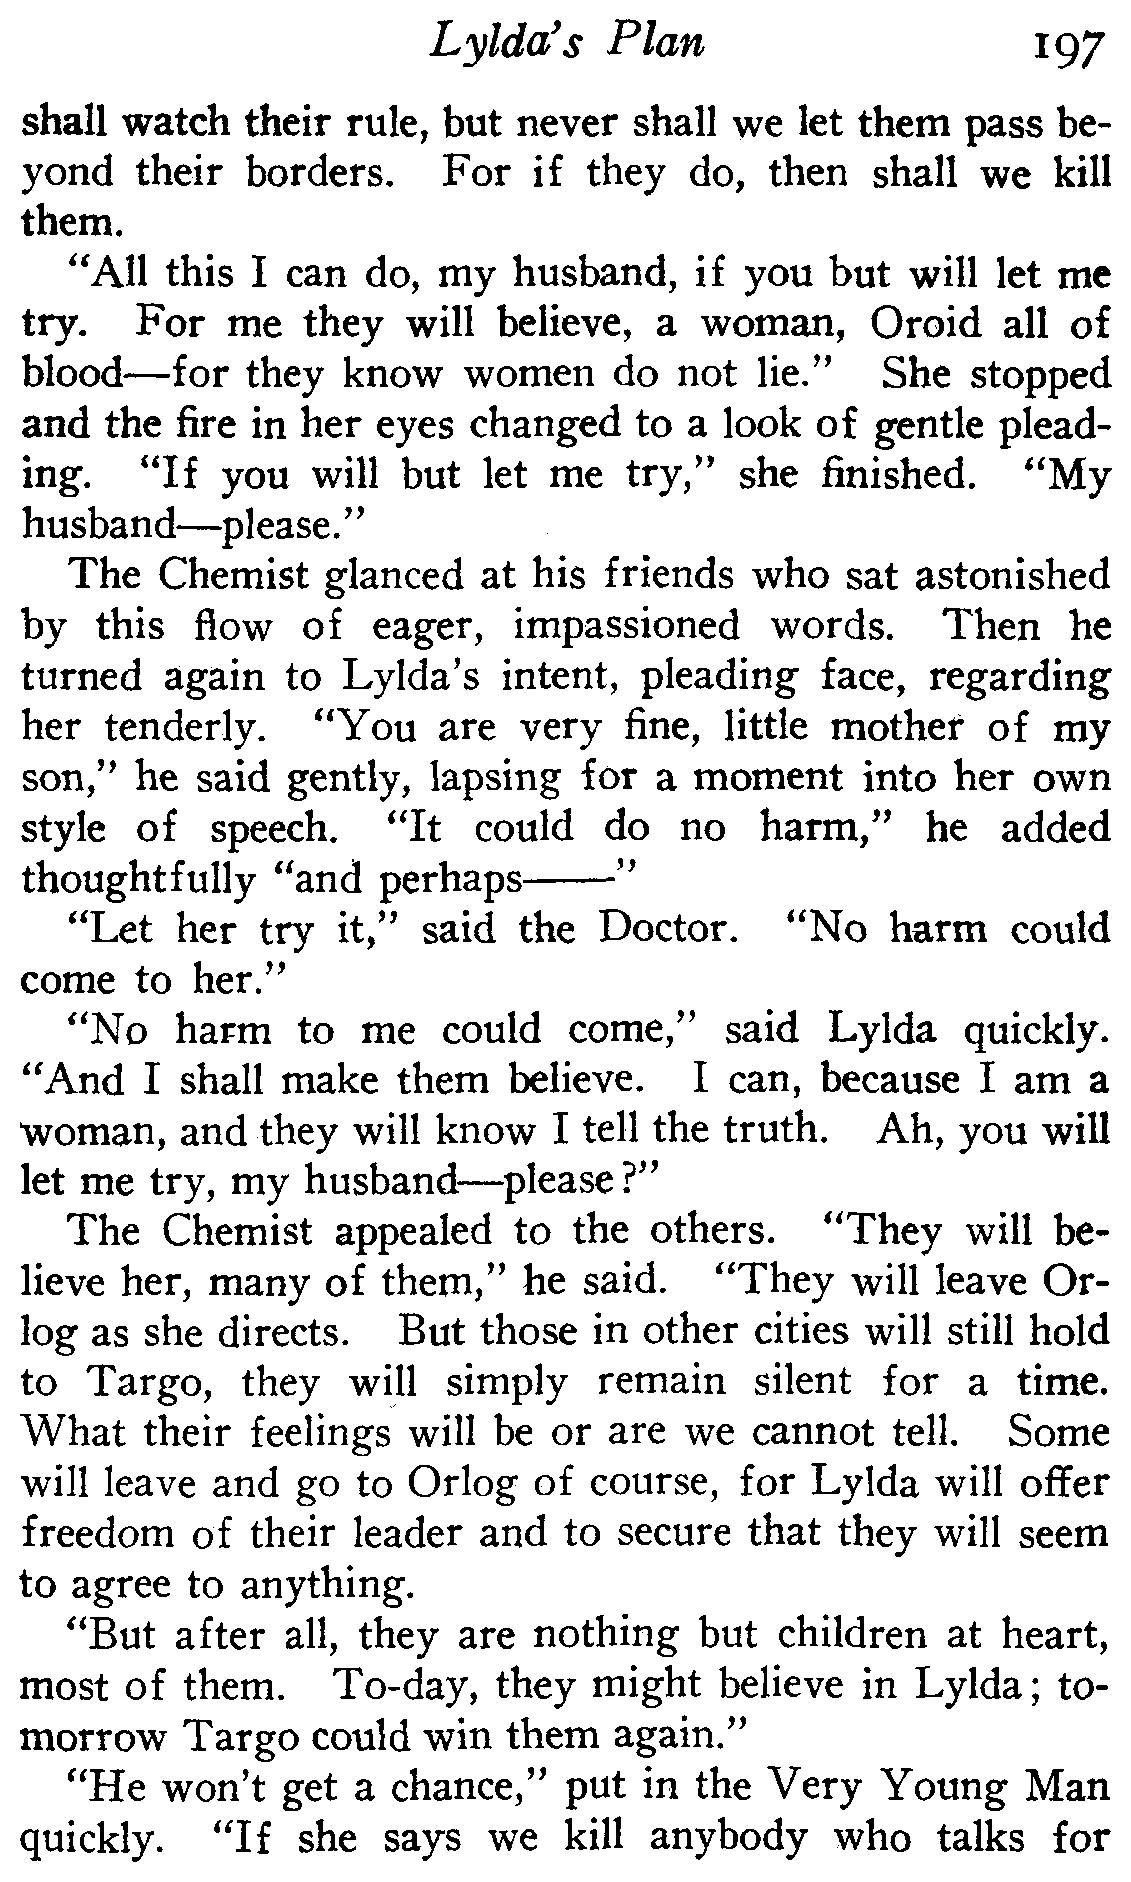 Lylda's Plan 197
shall watch their rule, but never shall we let them pass be-
yond their borders. For if they do, then shall we kill
them.
"All this I can do, my husband, if you but will let me
try. For me they will believe, a woman, Oroid all of
blood—for they know women do not lie." She stopped
and the fire in her eyes changed to a look of gentle plead-
ing. "If you will but let me try," she finished. "My
husband—please."
The Chemist glanced at his friends who sat astonished
by this flow of eager, impassioned words. Then he
turned again to Lylda's intent, pleading face, regarding
her tenderly. "You are very fine, little mother of my
son," he said gently, lapsing for a moment into her own
style of speech. "It could do no harm," he added
thoughtfully "and perhaps——"
"Let her try it," said the Doctor. "No harm could
come to her."
"No harm to me could come," said Lylda quickly.
"And I shall make them believe. I can, because I am a
woman, and they will know I tell the truth. Ah, you will
let me try, my husband—please?"
The Chemist appealed to the others. "They will be-
lieve her, many of them," he said. "They will leave Or-
log as she directs. But those in other cities will still hold
to Targo, they will simply remain silent for a time.
What their feelings will be or are we cannot tell. Some
will leave and go to Orlog of course, for Lylda will offer
freedom of their leader and to secure that they will seem
to agree to anything.
"But after all, they are nothing but children at heart,
most of them. To-day, they might believe in Lylda; to-
morrow Targo could win them again."
"He won't get a chance," put in the Very Young Man
quickly. "If she says we kill anybody who talks for